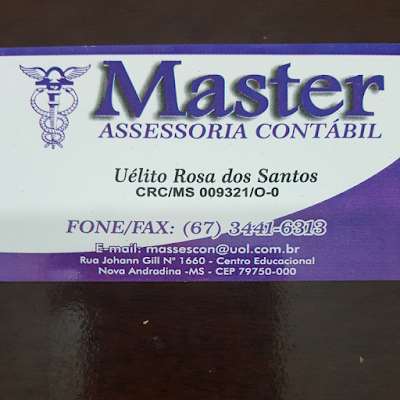 Master
ASSESSORIA CONTÁBIL
Uélito Rosa dos Santos
CRC/MS 009321/O-0
FONE/FAX: (67) 3441-6313
E-mail: massescon@uol.com.br
Rua Johann Gill Nº 1660 - Centro Educacional
Nova Andradina -MS - CEP 79750-000